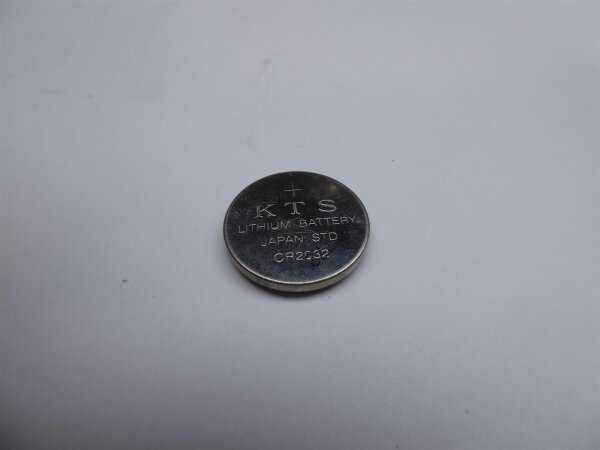 +
KTS
LITHIUM BATTERY
JAPAN STD
CR2032